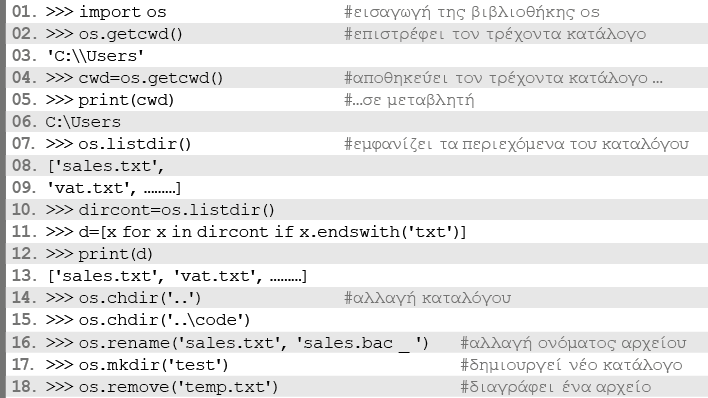 01. >>> import os #εισαγωγή της βιβλιοθήκης os
02. >>> os.getcwd() #επιστρέφει τον τρέχοντα κατάλογο
03. 'C:\\Users'
04. >>> cwd=os.getcwd() #αποθηκεύει τον τρέχοντα κατάλογο …
05. >>> print(cwd) #…σε μεταβλητή
06. C:\Users
07. >>> os.listdir() #εμφανίζει τα περιεχόμενα του καταλόγου
08. ['sales.txt',
09. 'vat.txt', ………]
10. >>> dircont=os.listdir()
11. >>> d=[x for x in dircont if x.endswith('txt')]
12. >>> print(d)
13. ['sales.txt', 'vat.txt', ………]
14. >>> os.chdir('..') #αλλαγή καταλόγου
15. >>> os.chdir('..\code')
16. >>> os.rename('sales.txt', 'sales.bac _ ') #αλλαγή ονόματος αρχείου
17. >>> os.mkdir('test') #δημιουργεί νέο κατάλογο
18. >>> os.remove('temp.txt') #διαγράφει ένα αρχείο